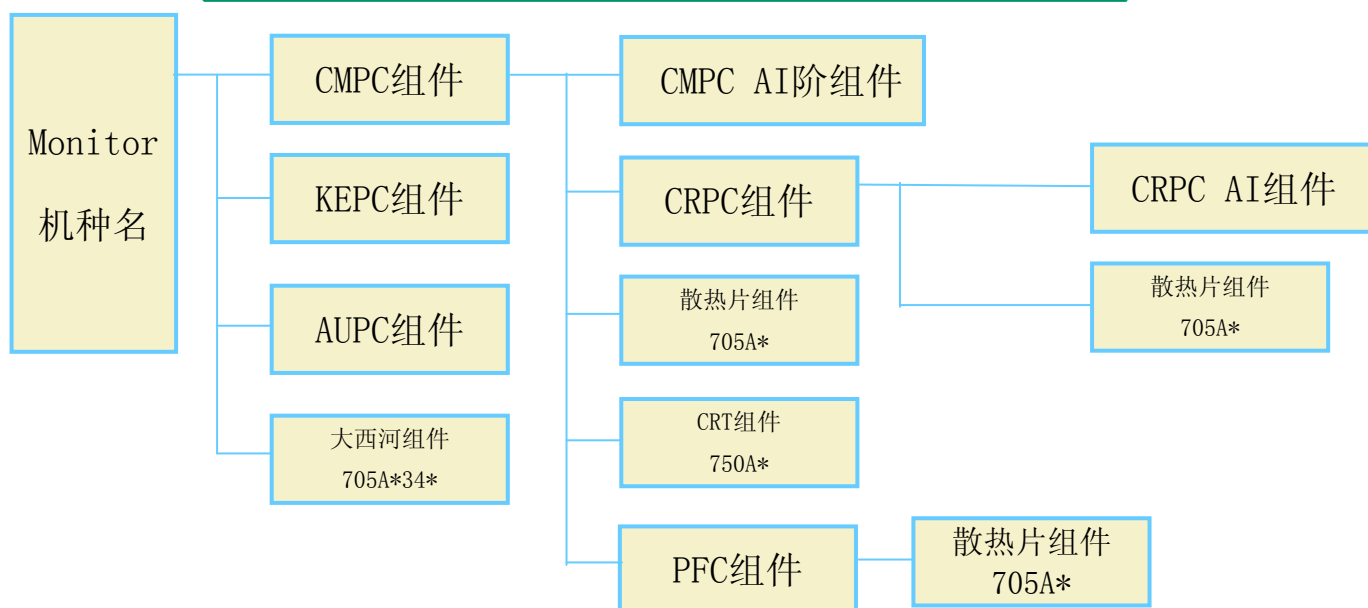 Monitor
机种名
CMPC组件
KEPC组件
AUPC组件
大西河组件
705A*34*
CMPC AI阶组件
CRPC组件
散热片组件
705A*
CRT组件
750A*
PFC组件
CRPC AI组件
散热片组件
705A*
散热片组件
705A*